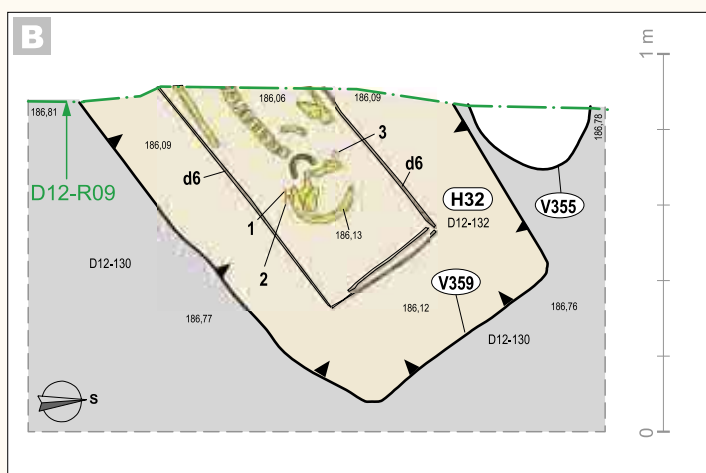 B
186,81
186,06
186,09
186,78
1 m
186,09
3
d6
d6
D12-R09
H32
V355
1
D12-132
186,13
2
D12-130
V359
186,77
186,12
186,76
D12-130
S
0